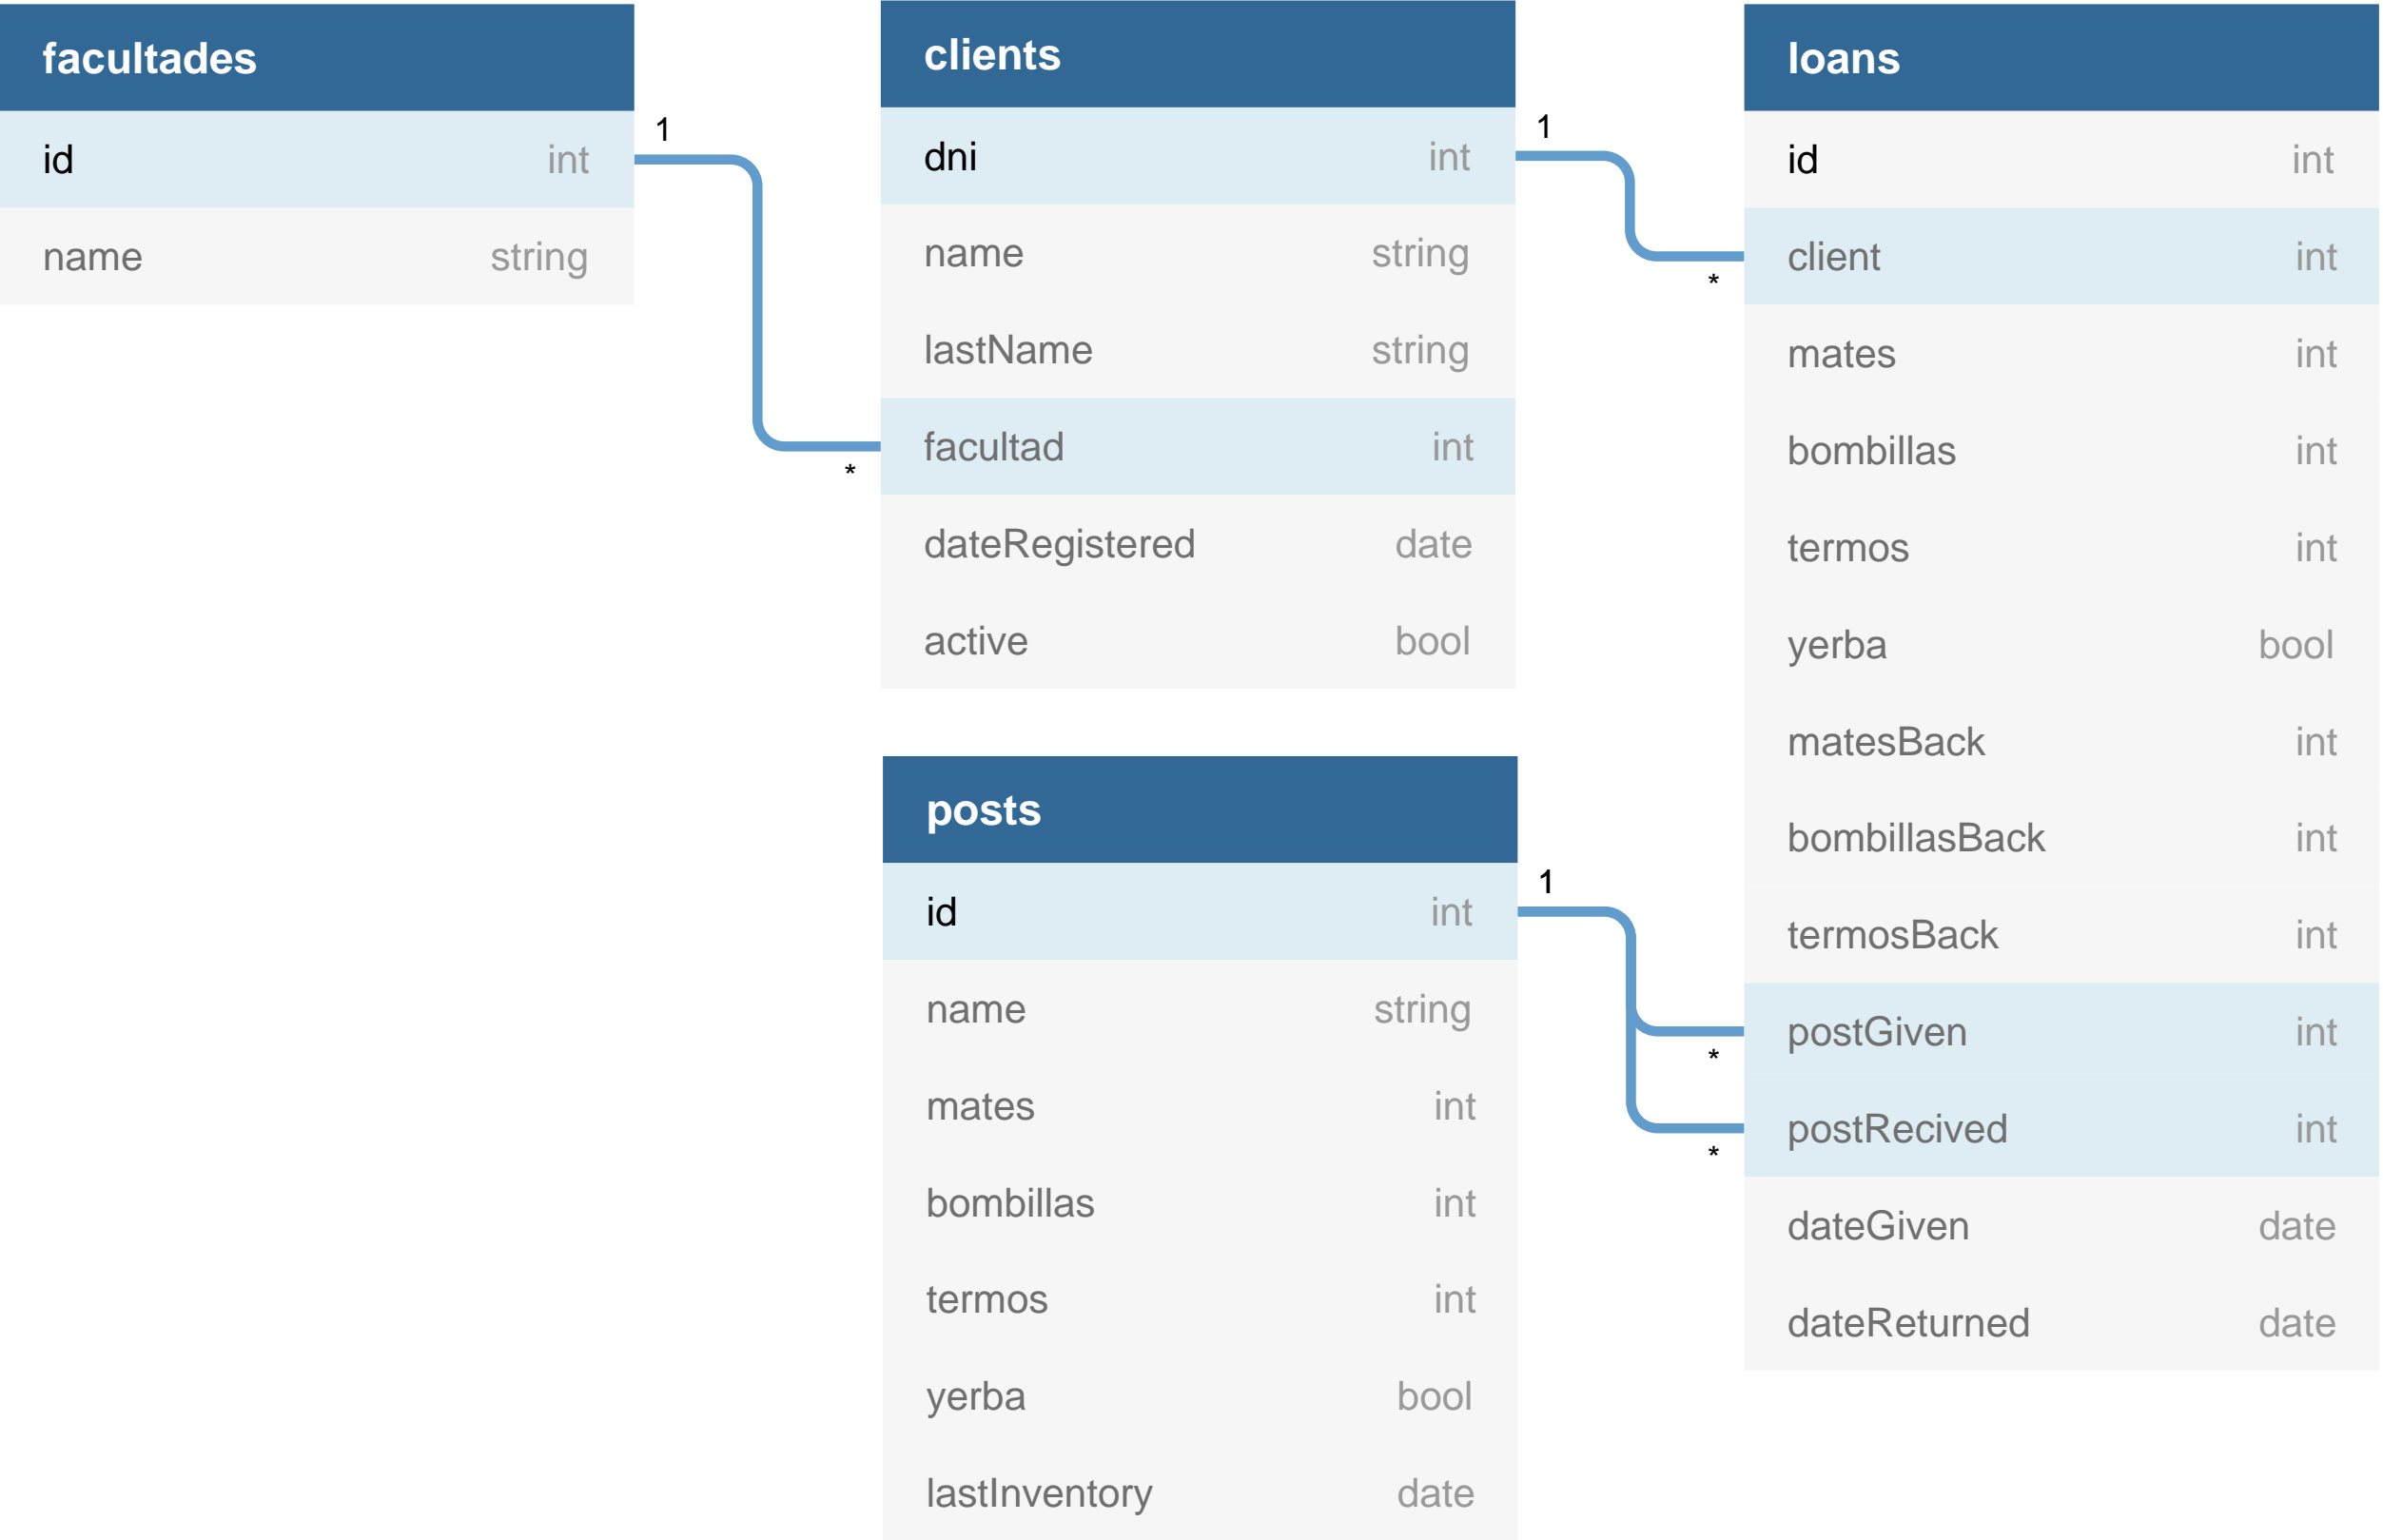 facultades
id int
name string
1
*
clients
dni int
name string
lastName string
facultad int
dateRegistered date
active bool
1
*
posts
id int
name string
mates int
bombillas int
termos int
yerba bool
lastInventory date
1
*
*
loans
id int
client int
mates int
bombillas int
termos int
yerba bool
matesBack int
bombillasBack int
termosBack int
postGiven int
postRecived int
dateGiven date
dateReturned date